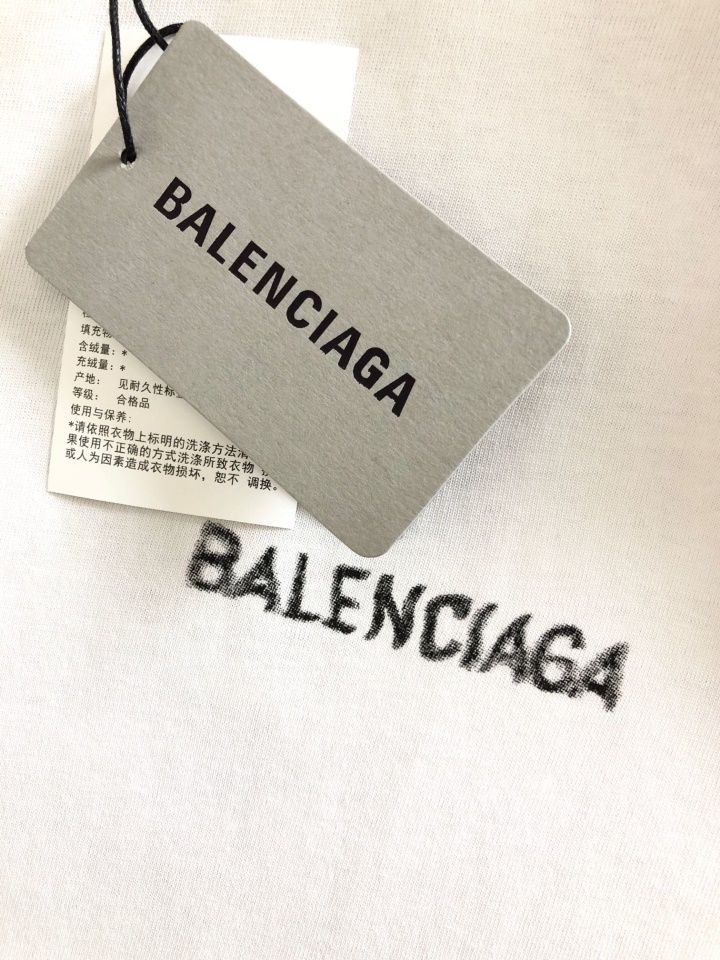 BALENCIAGA
填充物
含绒量：*
充绒量：*
产地： 见耐久性标
等级： 合格品
使用与保养:
*请依照衣物上标明的洗涤方法清
果使用不正确的方式洗涤所致衣物
或人为因素造成衣物损坏，恕不 调换。
BALENCIAGA